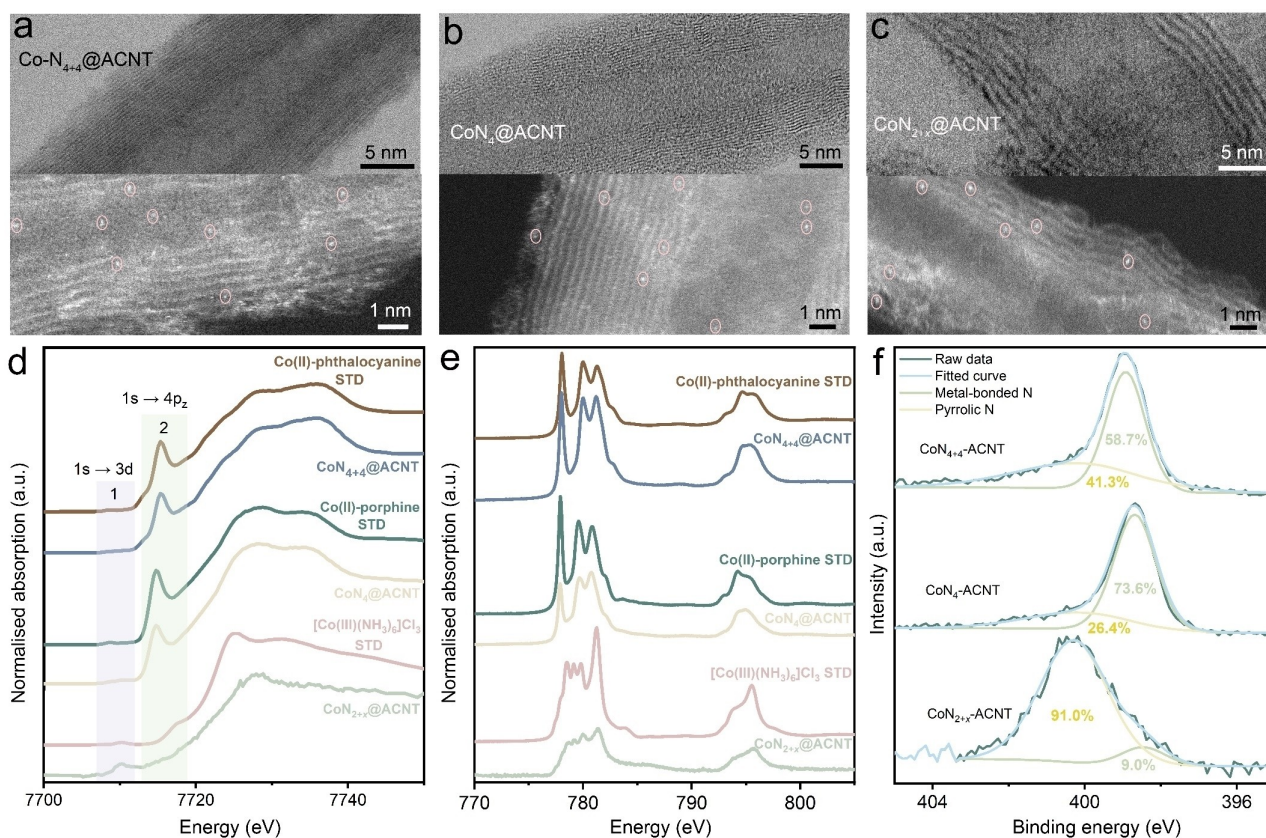 a
Co-N4+4@ACNT
5 nm
1 nm
b
CoN4@ACNT
5 nm
1 nm
c
CoN2+x@ACNT
5 nm
1 nm
d
Co(II)-phthalocyanine
STD
1s → 4pz
2
CoN4+4@ACNT
1s → 3d
1
Co(II)-porphine
STD
CoN4@ACNT
[Co(III)(NH3)6]Cl3
STD
CoN2+x@ACNT
Normalised absorption (a.u.)
7700
7720
7740
Energy (eV)
e
Co(II)-phthalocyanine STD
CoN4+4@ACNT
Co(II)-porphine STD
CoN4@ACNT
[Co(III)(NH3)6]Cl3 STD
CoN2+x@ACNT
Normalised absorption (a.u.)
770
780
790
800
Energy (eV)
f
Raw data
Fitted curve
Metal-bonded N
Pyrrolic N
CoN4+4-ACNT
58.7%
41.3%
CoN4-ACNT
73.6%
26.4%
CoN2+x-ACNT
91.0%
9.0%
Intensity (a.u.)
404
400
396
Binding energy (eV)